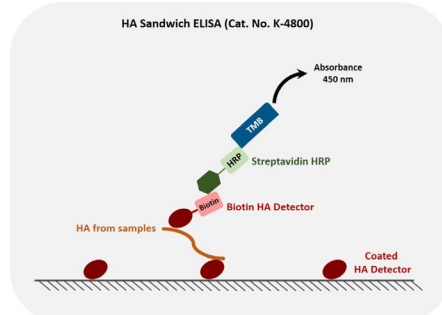 HA Sandwich ELISA (Cat. No. K-4800)
Absorbance
450 nm
TMB
HRP
Streptavidin HRP
Biotin
Biotin HA Detector
HA from samples
Coated
HA Detector